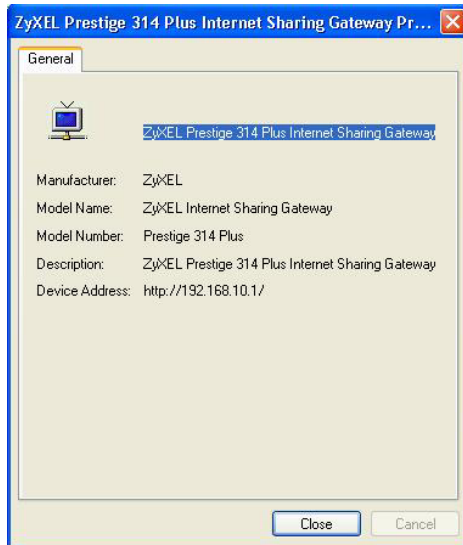 ZyXEL Prestige 314 Plus Internet Sharing Gateway Pr...
General
ZyXEL Prestige 314 Plus Internet Sharing Gateway
Manufacturer: ZyXEL
Model Name: ZyXEL Internet Sharing Gateway
Model Number: Prestige 314 Plus
Description: ZyXEL Prestige 314 Plus Internet Sharing Gateway
Device Address: http://192.168.10.1/
Close Cancel